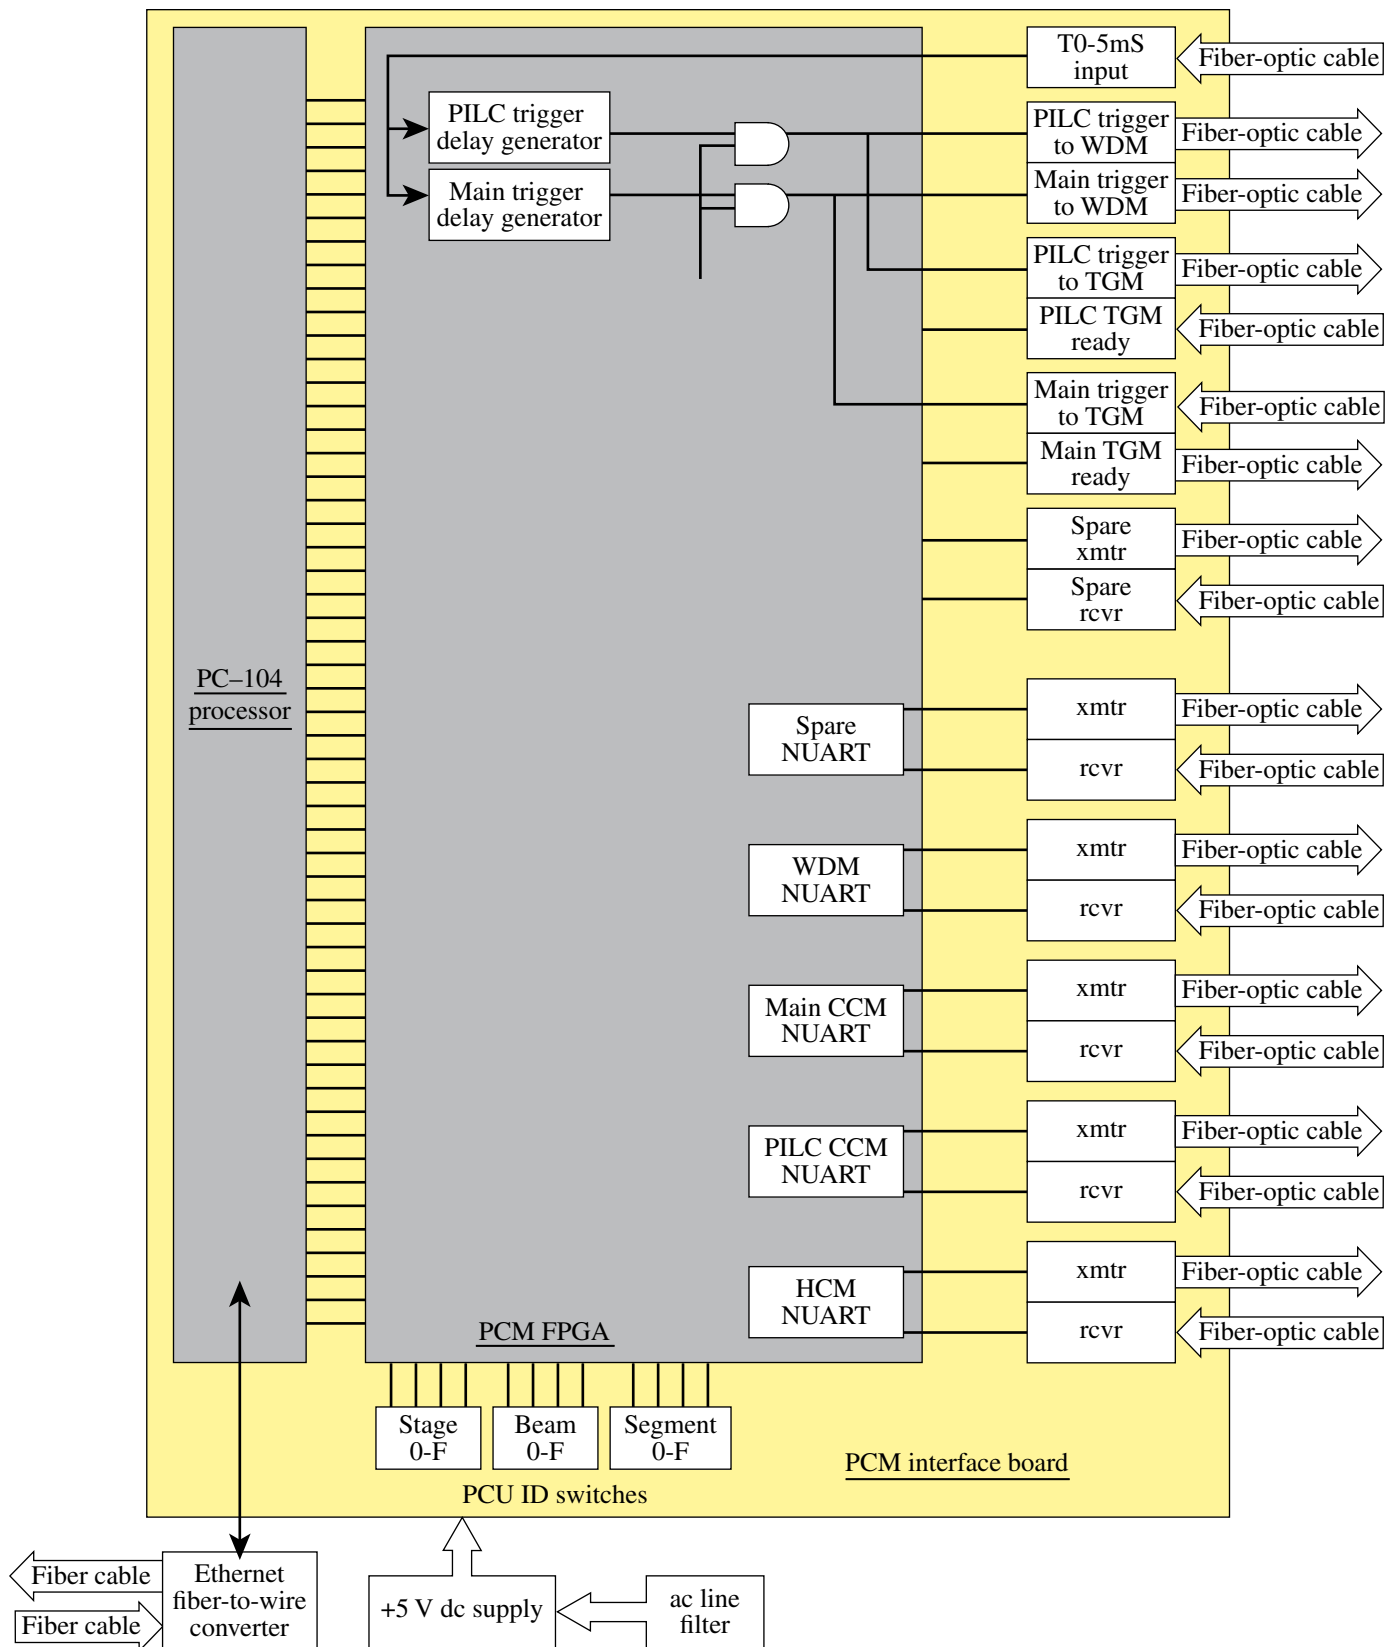 T0-5mS
input
Fiber-optic cable
PILC trigger
delay generator
PILC trigger
to WDM
Fiber-optic cable
Main trigger
delay generator
Main trigger
to WDM
Fiber-optic cable
PILC trigger
to TGM
Fiber-optic cable
PILC TGM
ready
Fiber-optic cable
Main trigger
to TGM
Fiber-optic cable
Main TGM
ready
Fiber-optic cable
Spare
xmtr
Fiber-optic cable
Spare
rcvr
Fiber-optic cable
PC–104
processor
Spare
NUART
xmtr
Fiber-optic cable
rcvr
Fiber-optic cable
WDM
NUART
xmtr
Fiber-optic cable
rcvr
Fiber-optic cable
Main CCM
NUART
xmtr
Fiber-optic cable
rcvr
Fiber-optic cable
PILC CCM
NUART
xmtr
Fiber-optic cable
rcvr
Fiber-optic cable
HCM
NUART
xmtr
Fiber-optic cable
rcvr
Fiber-optic cable
PCM FPGA
Stage
0-F
Beam
0-F
Segment
0-F
PCM interface board
PCU ID switches
Fiber cable
Fiber cable
Ethernet
fiber-to-wire
converter
+5 V dc supply
ac line
filter